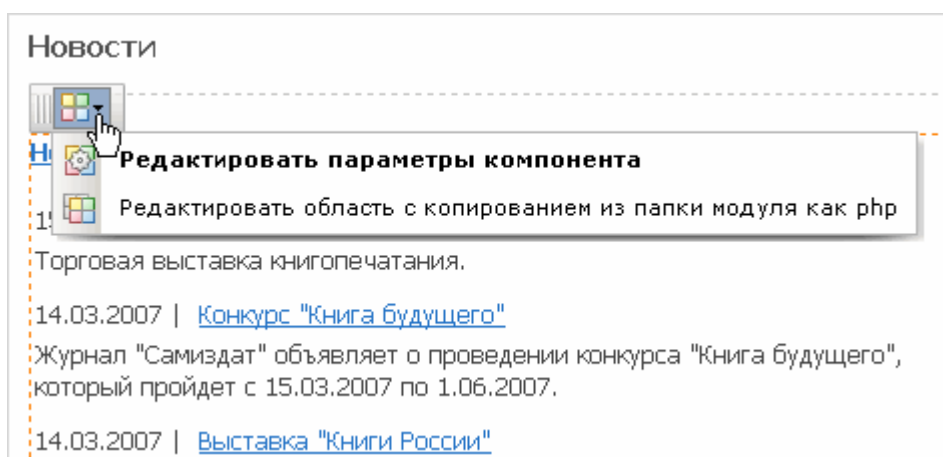 Новости
Редактировать параметры компонента
Редактировать область с копированием из папки модуля как php
Торговая выставка книгопечатания.
14.03.2007 | Конкурс "Книга будущего"
Журнал "Самиздат" объявляет о проведении конкурса "Книга будущего",
который пройдет с 15.03.2007 по 1.06.2007.
14.03.2007 | Выставка "Книги России"